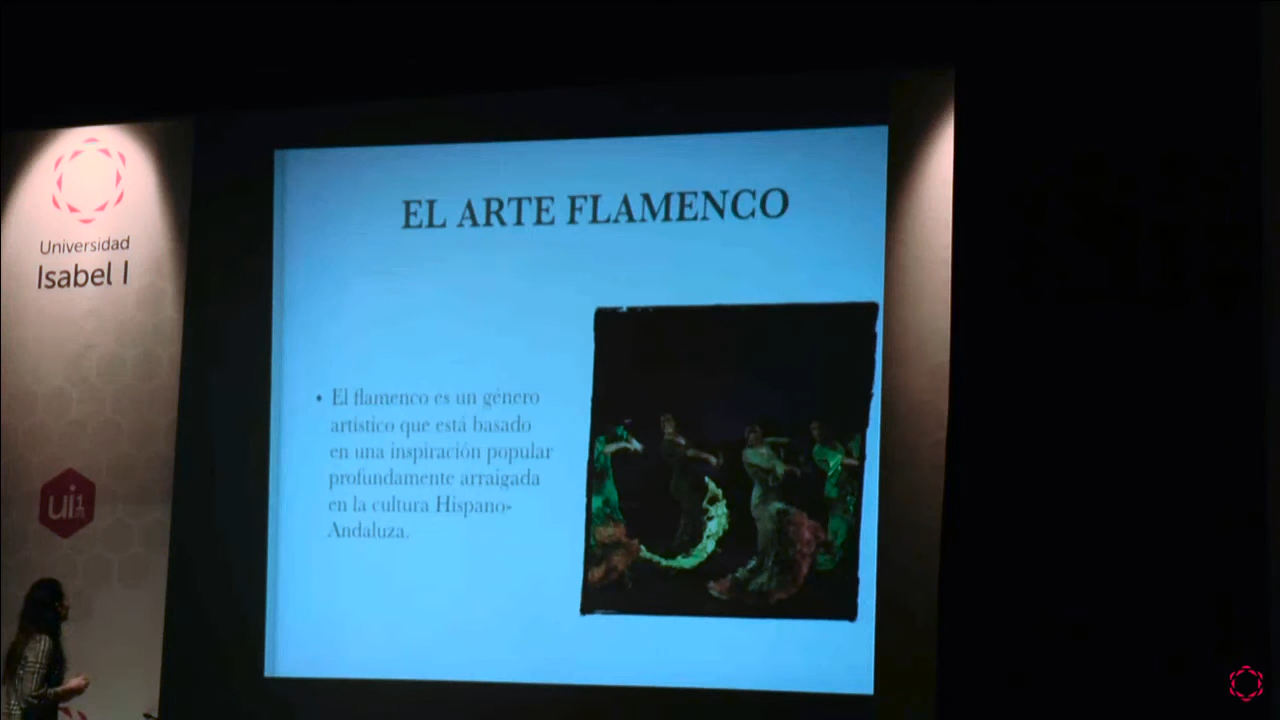 Universidad
Isabel I
ui1
EL ARTE FLAMENCO
• El flamenco es un género
artístico que está basado
en una inspiración popular
profundamente arraigada
en la cultura Hispano-
Andaluza.